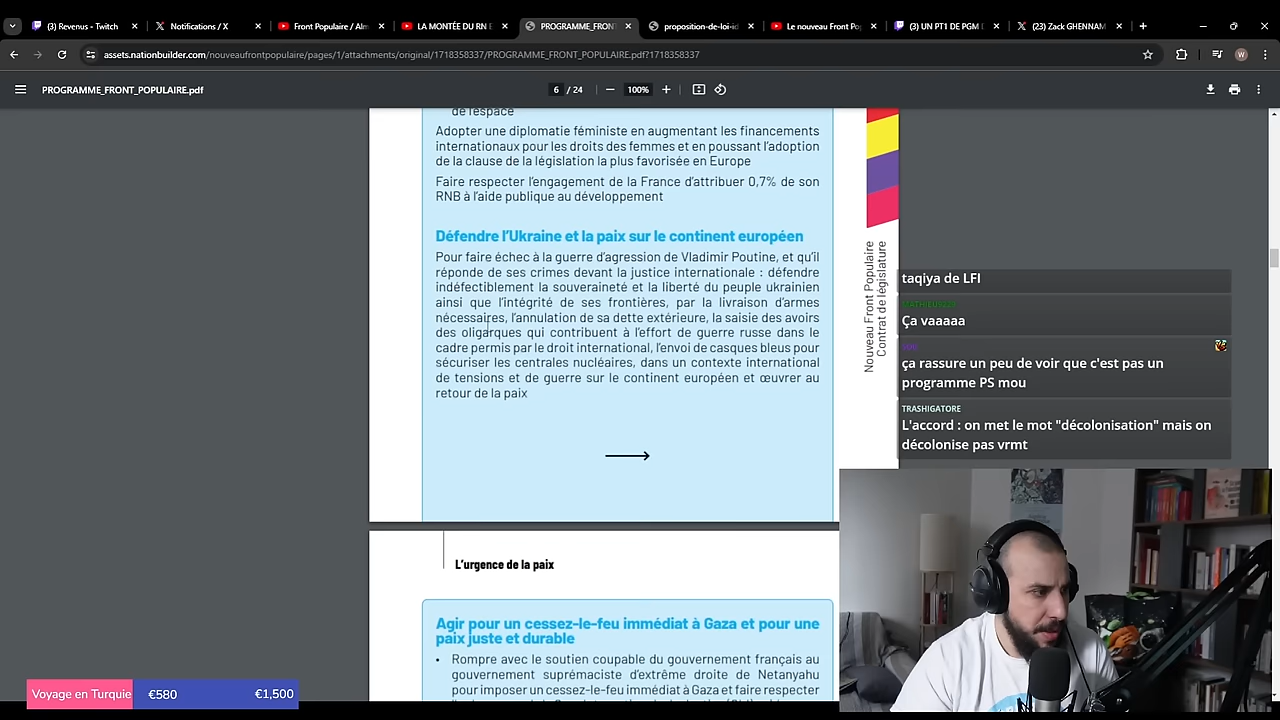 (3) Revenus - Twitch
Notifications / X
Front Populaire / Alm
LA MONTÉE DU RN E
PROGRAMME_FRONT
proposition-de-loi-id
Le nouveau Front Po
UN PT1 DE PGM
(23) Zack GHENNAM
assets.nationbuilder.com/nouveaufrontpopulaire/pages/1/attachments/original/1718358337/PROGRAMME_FRONT_POPULAIRE.pdf?1718358337
W
PROGRAMME_FRONT_POPULAIRE.pdf
6 / 24
100%
de l'espace
Adopter une diplomatie féministe en augmentant les financements
internationaux pour les droits des femmes et en poussant l'adoption
de la clause de la législation la plus favorisée en Europe
Faire respecter l'engagement de la France d'attribuer 0,7% de son
RNB à l'aide publique au développement
Défendre l'Ukraine et la paix sur le continent européen
Pour faire échec à la guerre d'agression de Vladimir Poutine, et qu'il
réponde de ses crimes devant la justice internationale : défendre
indéfectiblement la souveraineté et la liberté du peuple ukrainien
ainsi que l'intégrité de ses frontières, par la livraison d'armes
nécessaires, l'annulation de sa dette extérieure, la saisie des avoirs
des oligarques qui contribuent à l'effort de guerre russe dans le
cadre permis par le droit international, l'envoi de casques bleus pour
sécuriser les centrales nucléaires, dans un contexte international
de tensions et de guerre sur le continent européen et œuvrer au
retour de la paix
Nouveau Front Populaire
Contrat de législature
taqiya de LFI
Ça vaaaaa
ça rassure un peu de voir que c'est pas un
programme PS mou
TRASHIGATORE
L'accord : on met le mot "décolonisation" mais on
décolonise pas vrmt
L'urgence de la paix
Agir pour un cessez-le-feu immédiat à Gaza et pour une
paix juste et durable
• Rompre avec le soutien coupable du gouvernement français au
gouvernement suprémaciste d'extrême droite de Netanyahu
pour imposer un cessez-le-feu immédiat à Gaza et faire respecter
Voyage en Turquie
€580
€1,500